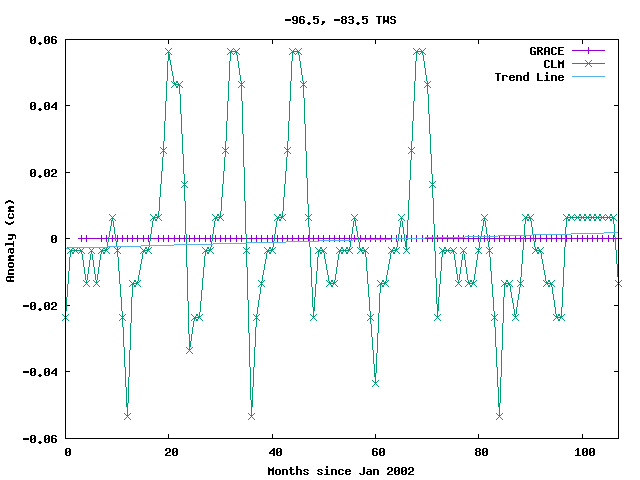 -96.5, -83.5 TWS
GRACE
CLM
Trend Line
0.06
0.04
0.02
0
-0.02
-0.04
-0.06
Anomaly (cm)
0 20 40 60 80 100
Months since Jan 2002